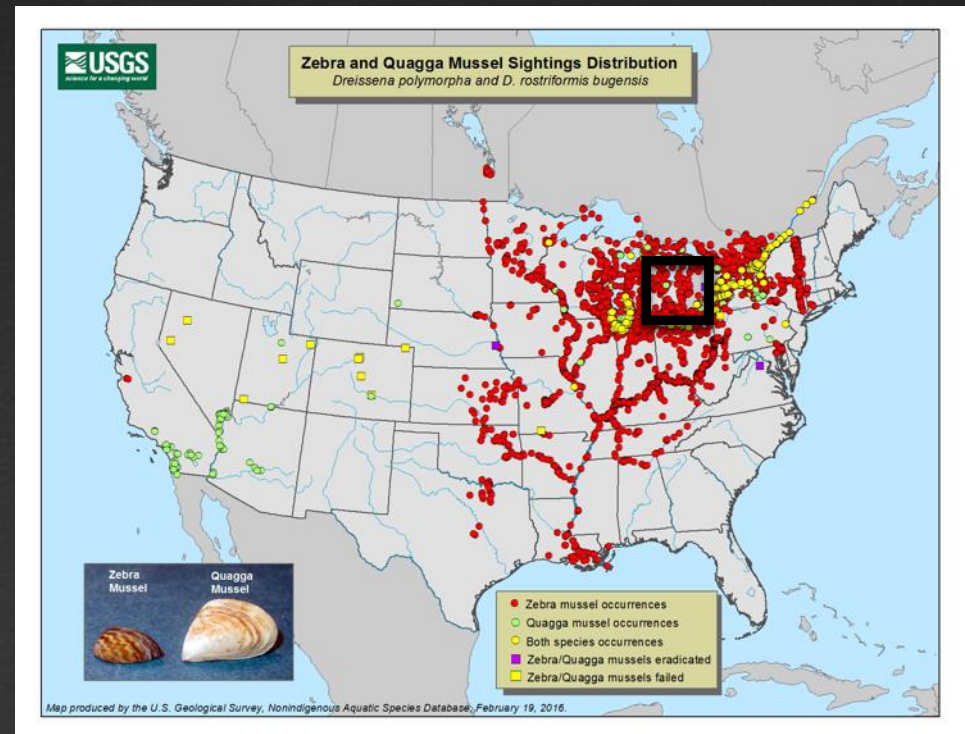 USGS
science for a changing world
Zebra and Quagga Mussel Sightings Distribution
Dreissena polymorpha and D. rostriformis bugensis
Zebra
Mussel
Quagga
Mussel
Zebra mussel occurrences
Quagga mussel occurrences
Both species occurrences
Zebra/Quagga mussels eradicated
Zebra/Quagga mussels failed
Map produced by the U.S. Geological Survey, Nonindigenous Aquatic Species Database, February 19, 2016.